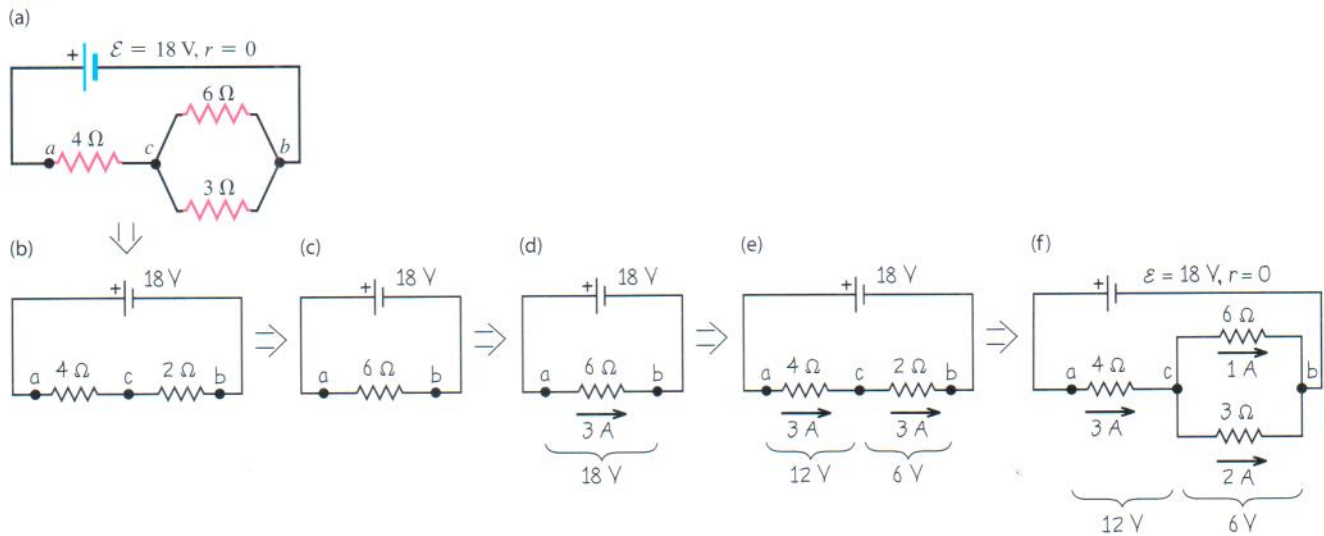 (a)
+ ℰ = 18 V, r = 0
6 Ω
4 Ω
a c b
3 Ω
(b) (c) (d) (e) (f)
+ 18 V
4 Ω 2 Ω
a c b
+ 18 V
6 Ω
a b
+ 18 V
6 Ω
a b
3 A
18 V
+ 18 V
4 Ω 2 Ω
a c b
3 A 3 A
12 V 6 V
+ ℰ = 18 V, r = 0
6 Ω
1 A
4 Ω
a c b
3 A
3 Ω
2 A
12 V 6 V